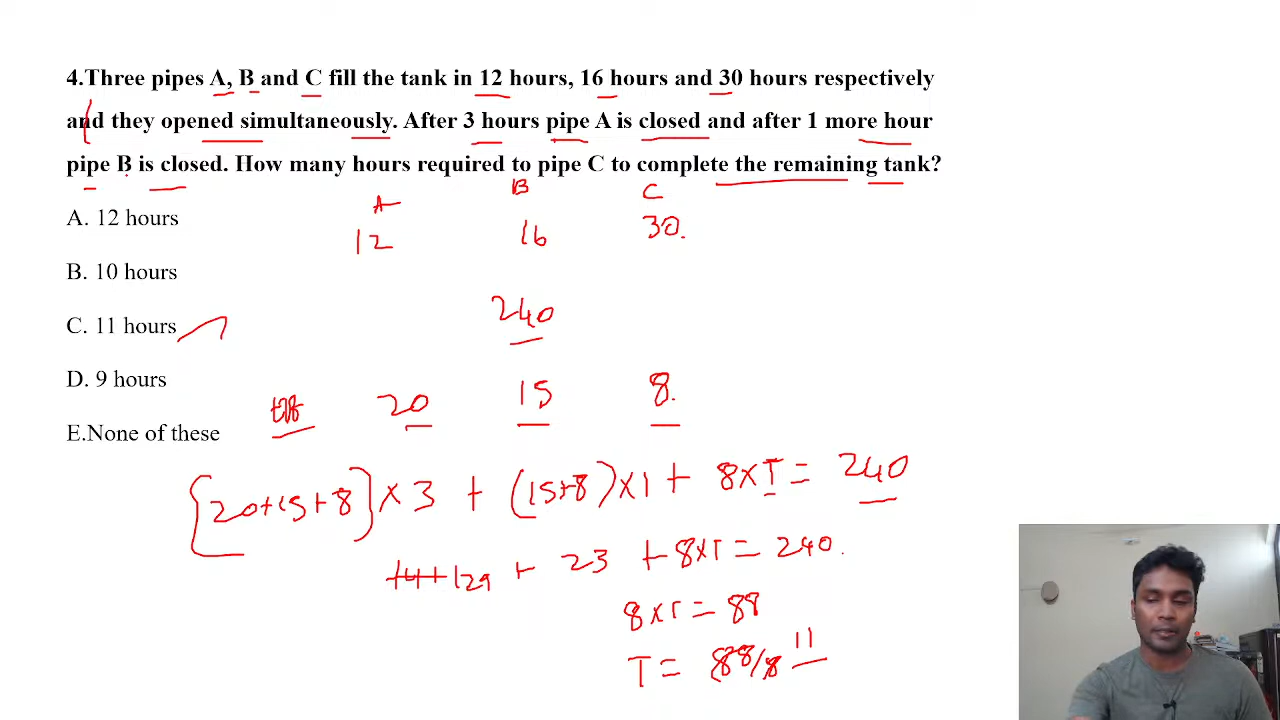 4.Three pipes A, B and C fill the tank in 12 hours, 16 hours and 30 hours respectively
and they opened simultaneously. After 3 hours pipe A is closed and after 1 more hour
pipe B is closed. How many hours required to pipe C to complete the remaining tank?
A B C
A. 12 hours
12 16 30.
B. 10 hours
240
C. 11 hours
D. 9 hours
20 15 8.
E.None of these
{20+15+8}×3 + (15+8)×1 + 8×T = 240
129 + 23 + 8×T = 240.
8×T = 88
T = 88/8 11